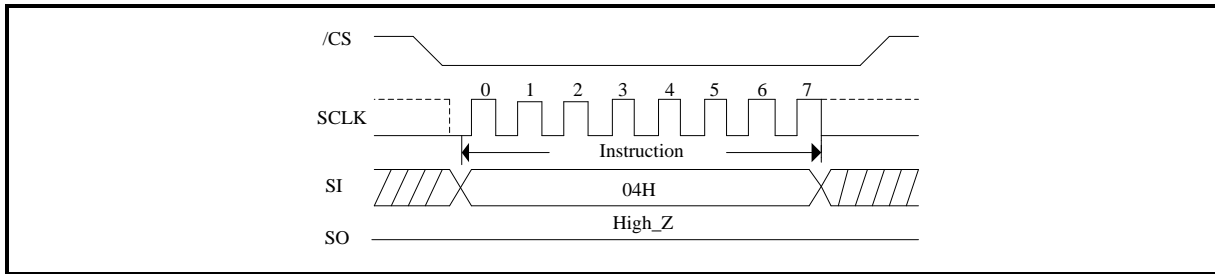 /CS
0 1 2 3 4 5 6 7
SCLK
Instruction
SI
04H
High_Z
SO